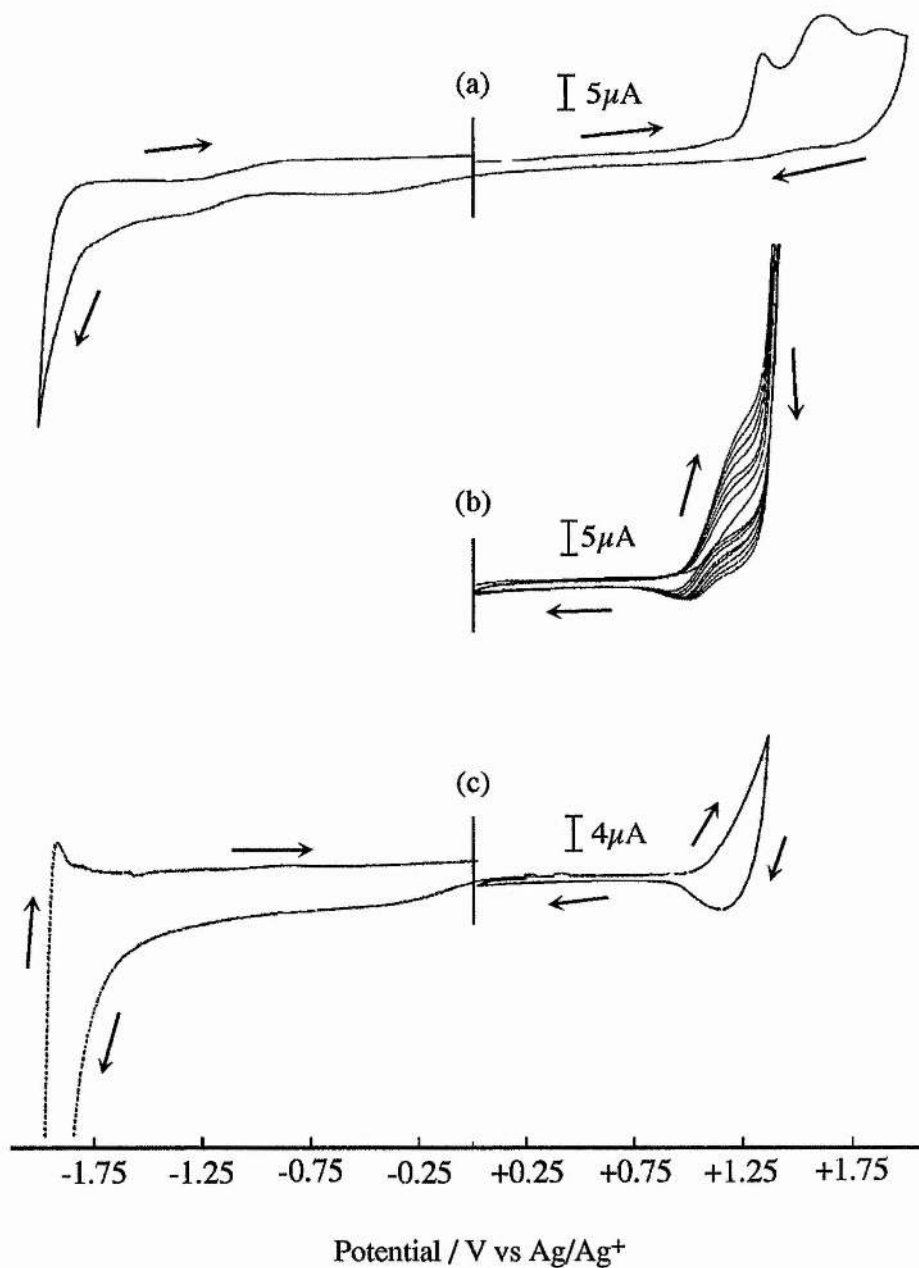 (a)
5μA
(b)
5μA
(c)
4μA
-1.75 -1.25 -0.75 -0.25 +0.25 +0.75 +1.25 +1.75
Potential / V vs Ag/Ag⁺